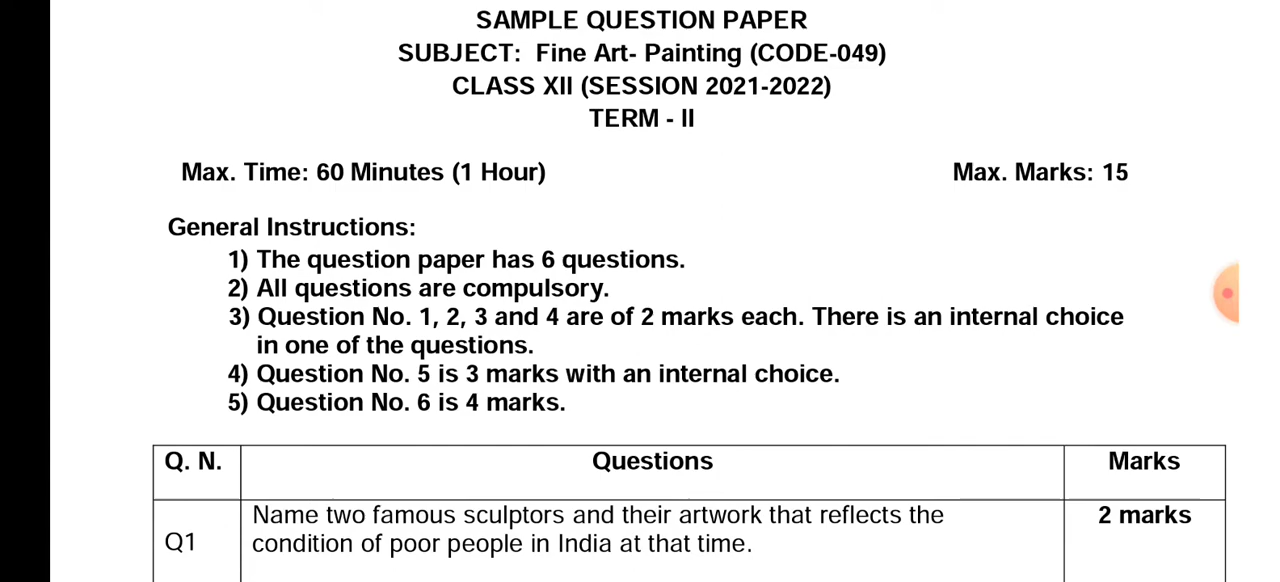 SAMPLE QUESTION PAPER
SUBJECT: Fine Art- Painting (CODE-049)
CLASS XII (SESSION 2021-2022)
TERM - II
Max. Time: 60 Minutes (1 Hour) Max. Marks: 15
General Instructions:
1) The question paper has 6 questions.
2) All questions are compulsory.
3) Question No. 1, 2, 3 and 4 are of 2 marks each. There is an internal choice
in one of the questions.
4) Question No. 5 is 3 marks with an internal choice.
5) Question No. 6 is 4 marks.
Q. N. Questions Marks
Name two famous sculptors and their artwork that reflects the 2 marks
Q1 condition of poor people in India at that time.